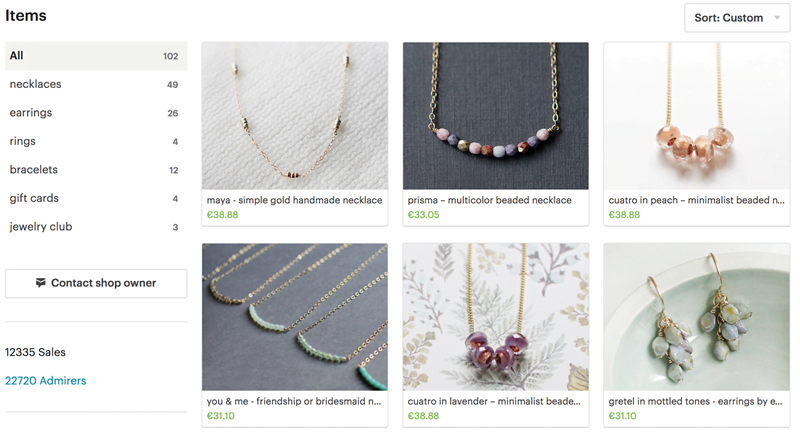 Items
Sort: Custom
All 102
necklaces 49
earrings 26
rings 4
bracelets 12
gift cards 4
jewelry club 3
Contact shop owner
12335 Sales
22720 Admirers
maya - simple gold handmade necklace
€38.88
prisma – multicolor beaded necklace
€33.05
cuatro in peach – minimalist beaded n...
€38.88
you & me - friendship or bridesmaid n...
€31.10
cuatro in lavender – minimalist beade...
€38.88
gretel in mottled tones - earrings by e...
€31.10